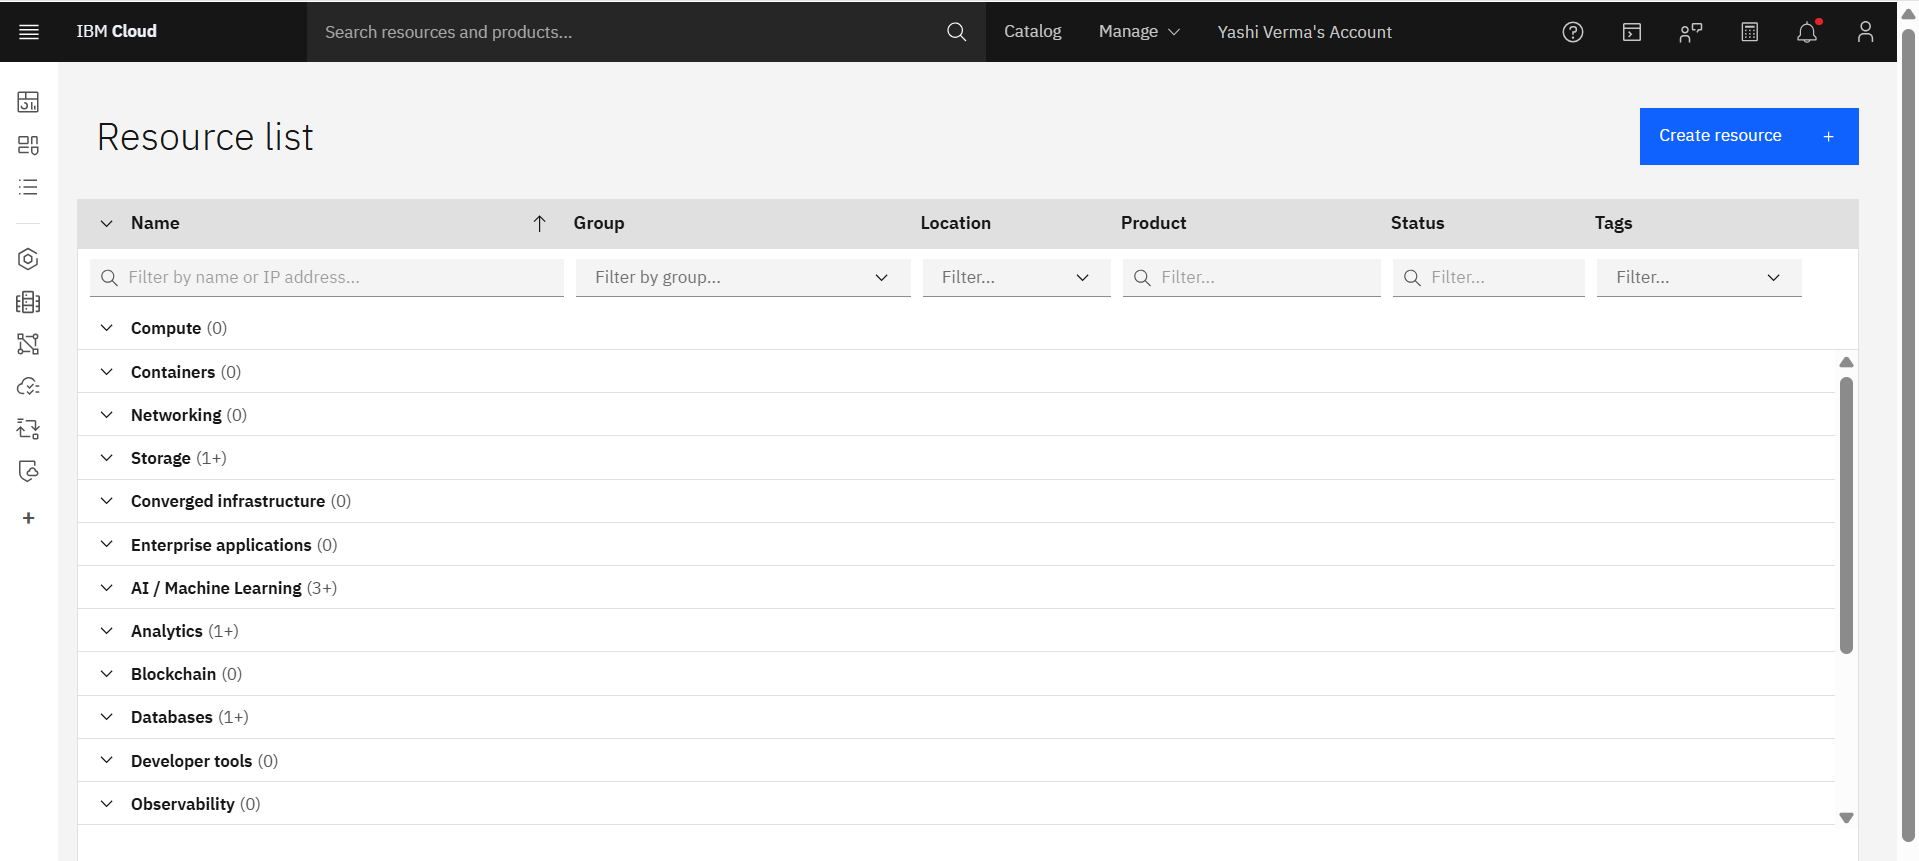 IBM Cloud
Search resources and products...
Catalog
Manage
Yashi Verma's Account
Resource list
Create resource +
Name Group Location Product Status Tags
Filter by name or IP address... Filter by group... Filter... Filter... Filter... Filter...
Compute (0)
Containers (0)
Networking (0)
Storage (1+)
Converged infrastructure (0)
Enterprise applications (0)
AI / Machine Learning (3+)
Analytics (1+)
Blockchain (0)
Databases (1+)
Developer tools (0)
Observability (0)